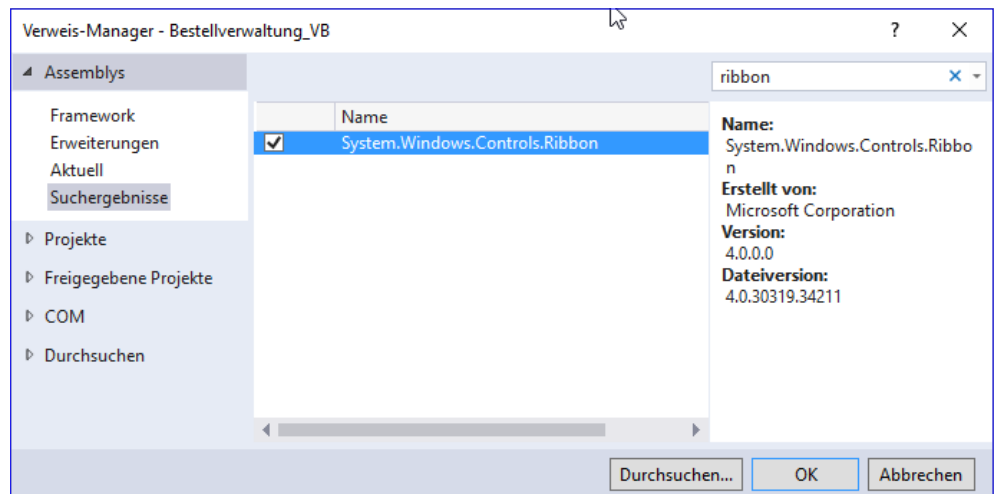 Verweis-Manager - Bestellverwaltung_VB
?
Assemblys
ribbon
Framework
Erweiterungen
Aktuell
Suchergebnisse
Projekte
Freigegebene Projekte
COM
Durchsuchen
Name
System.Windows.Controls.Ribbon
Name:
System.Windows.Controls.Ribbo
n
Erstellt von:
Microsoft Corporation
Version:
4.0.0.0
Dateiversion:
4.0.30319.34211
Durchsuchen...
OK
Abbrechen